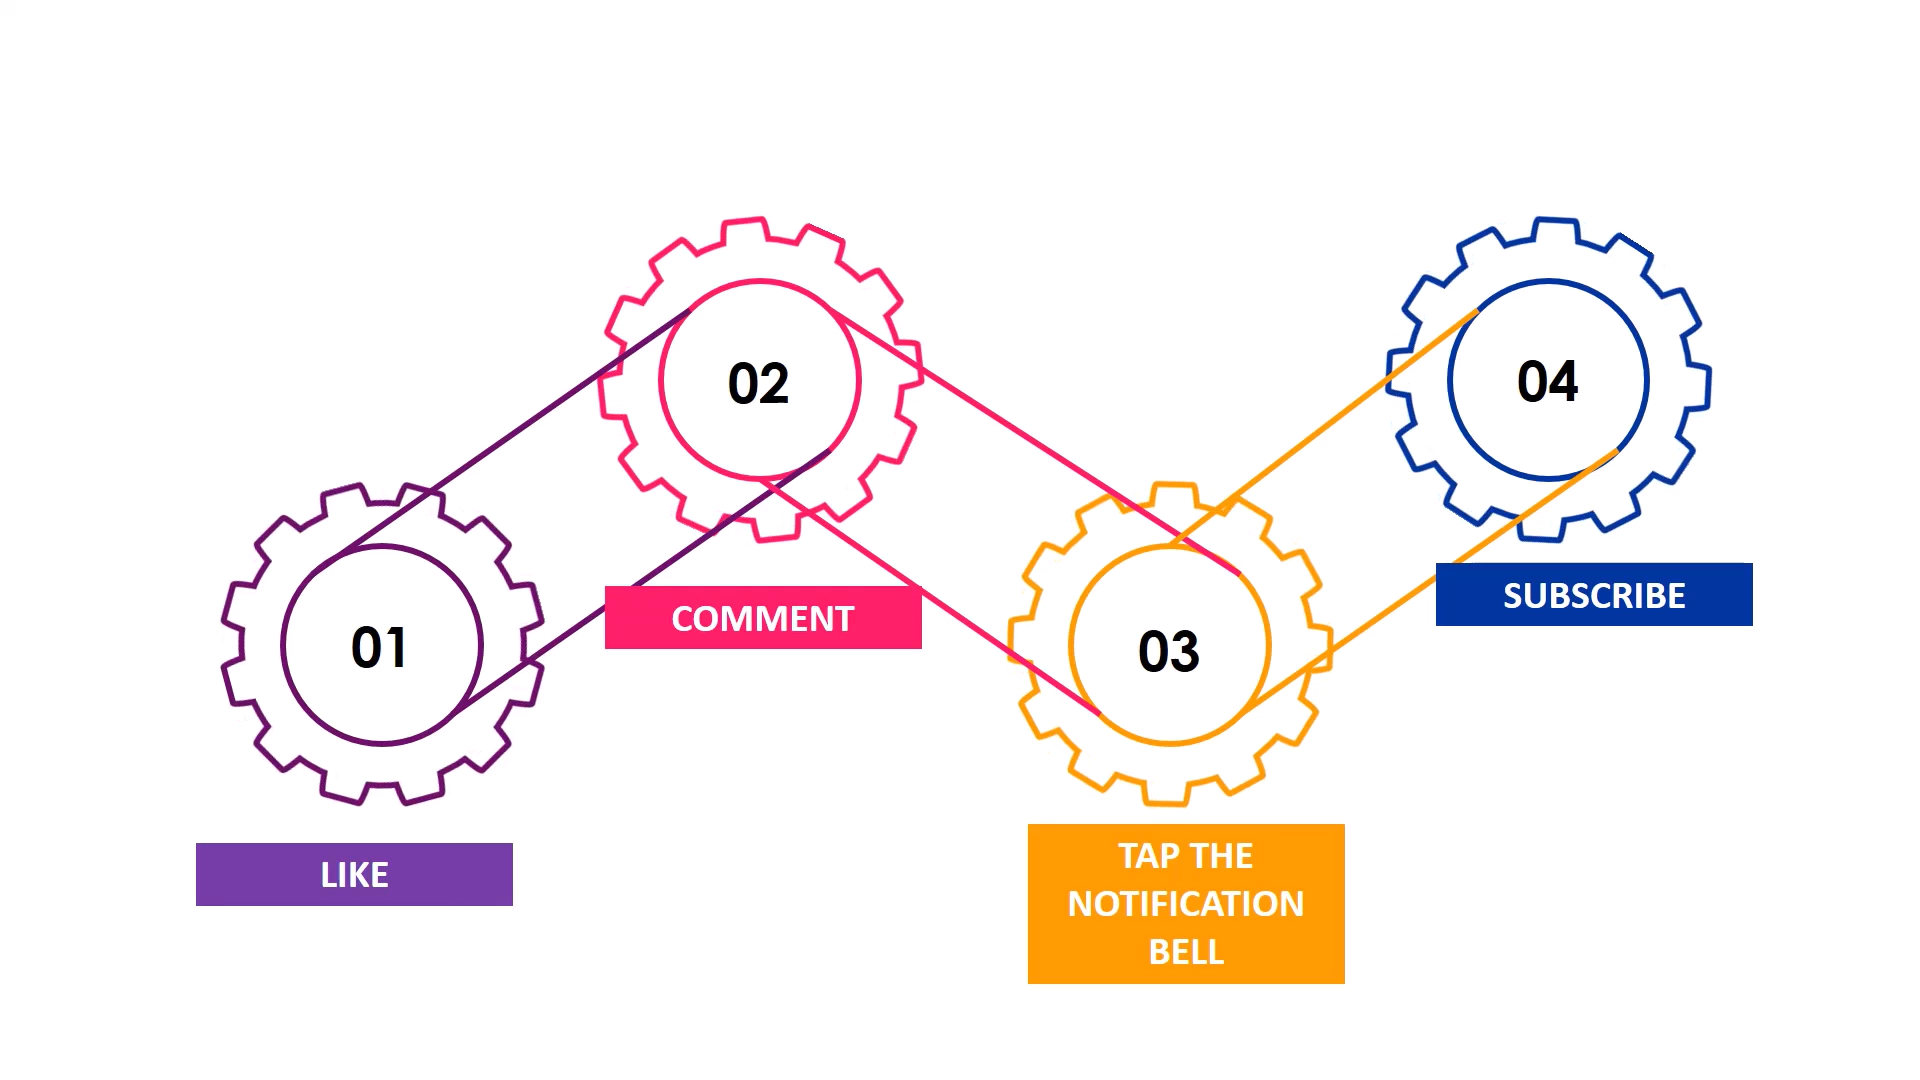 01
LIKE
02
COMMENT
03
TAP THE
NOTIFICATION
BELL
04
SUBSCRIBE